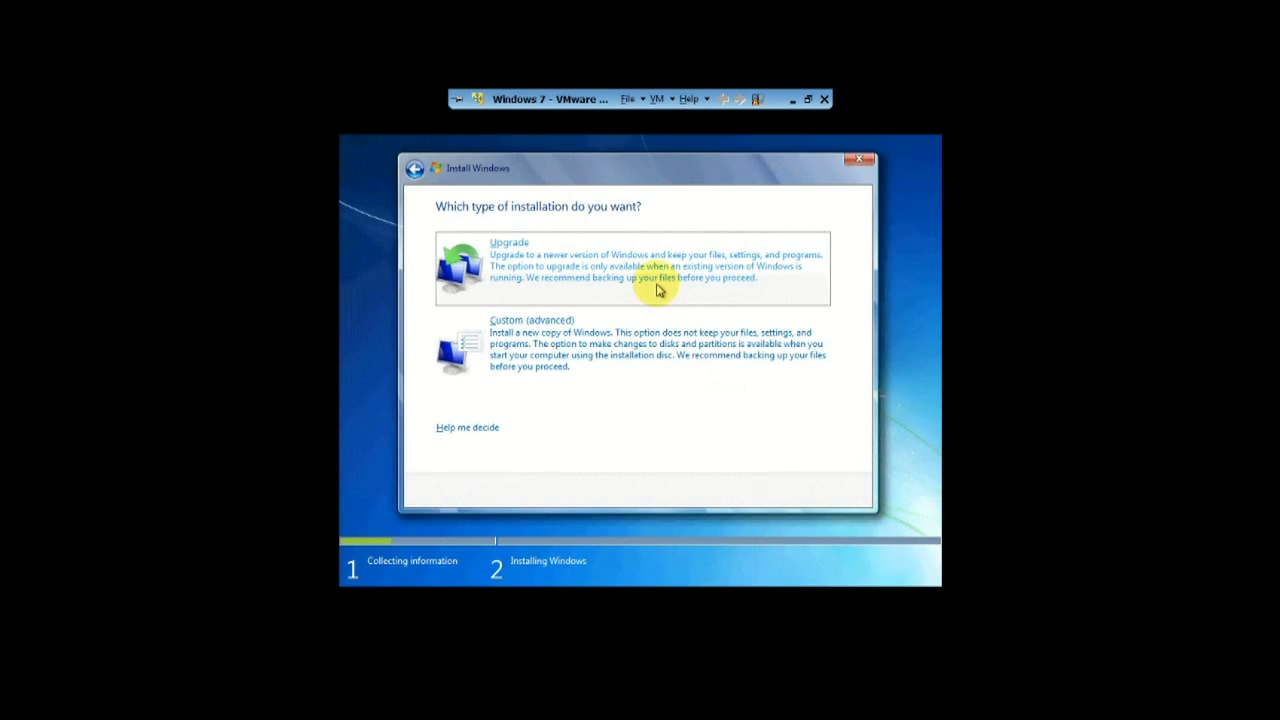 Windows 7 - VMware ... File VM Help
Install Windows
Which type of installation do you want?
Upgrade
Upgrade to a newer version of Windows and keep your files, settings, and programs.
The option to upgrade is only available when an existing version of Windows is
running. We recommend backing up your files before you proceed.
Custom (advanced)
Install a new copy of Windows. This option does not keep your files, settings, and
programs. The option to make changes to disks and partitions is available when you
start your computer using the installation disc. We recommend backing up your files
before you proceed.
Help me decide
1 Collecting information 2 Installing Windows